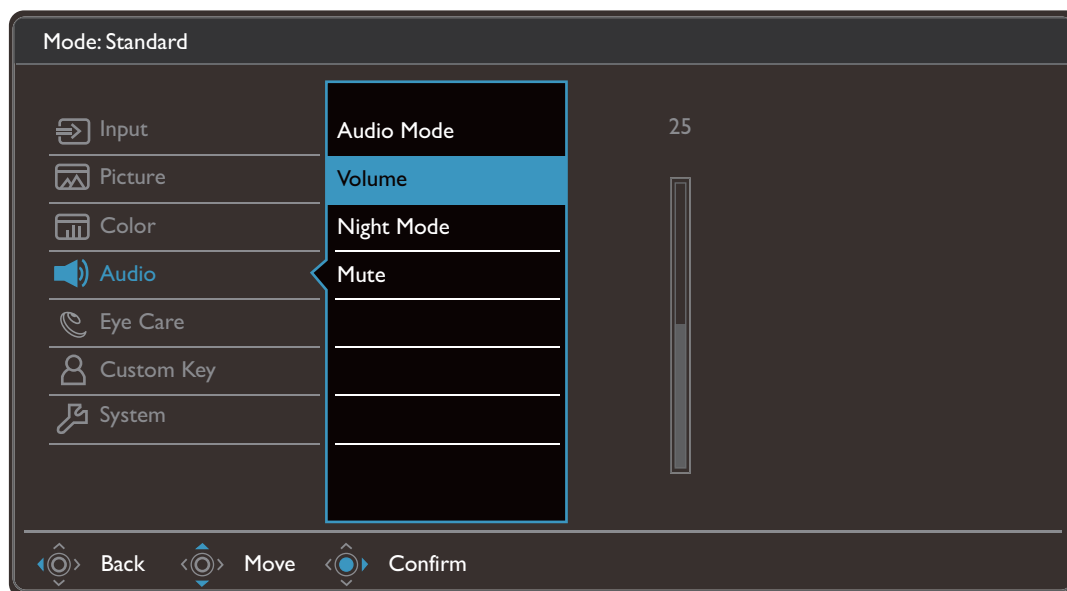 Mode: Standard
Input
Picture
Color
Audio
Eye Care
Custom Key
System
Audio Mode
Volume
Night Mode
Mute
25
Back Move Confirm